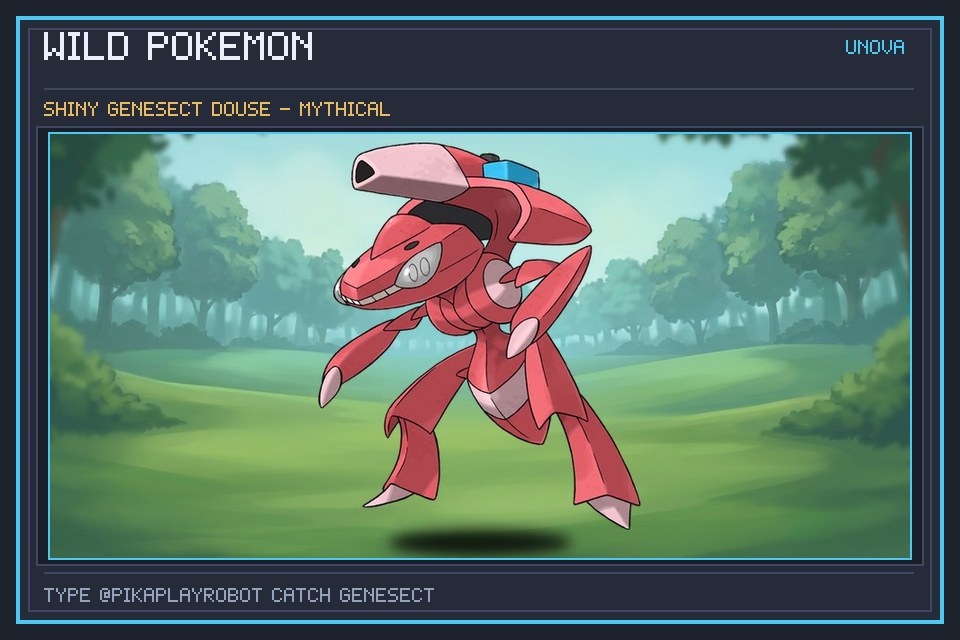 WILD POKEMON
UNOVA
SHINY GENESECT DOUSE - MYTHICAL
TYPE @PIKAPLAYROBOT CATCH GENESECT